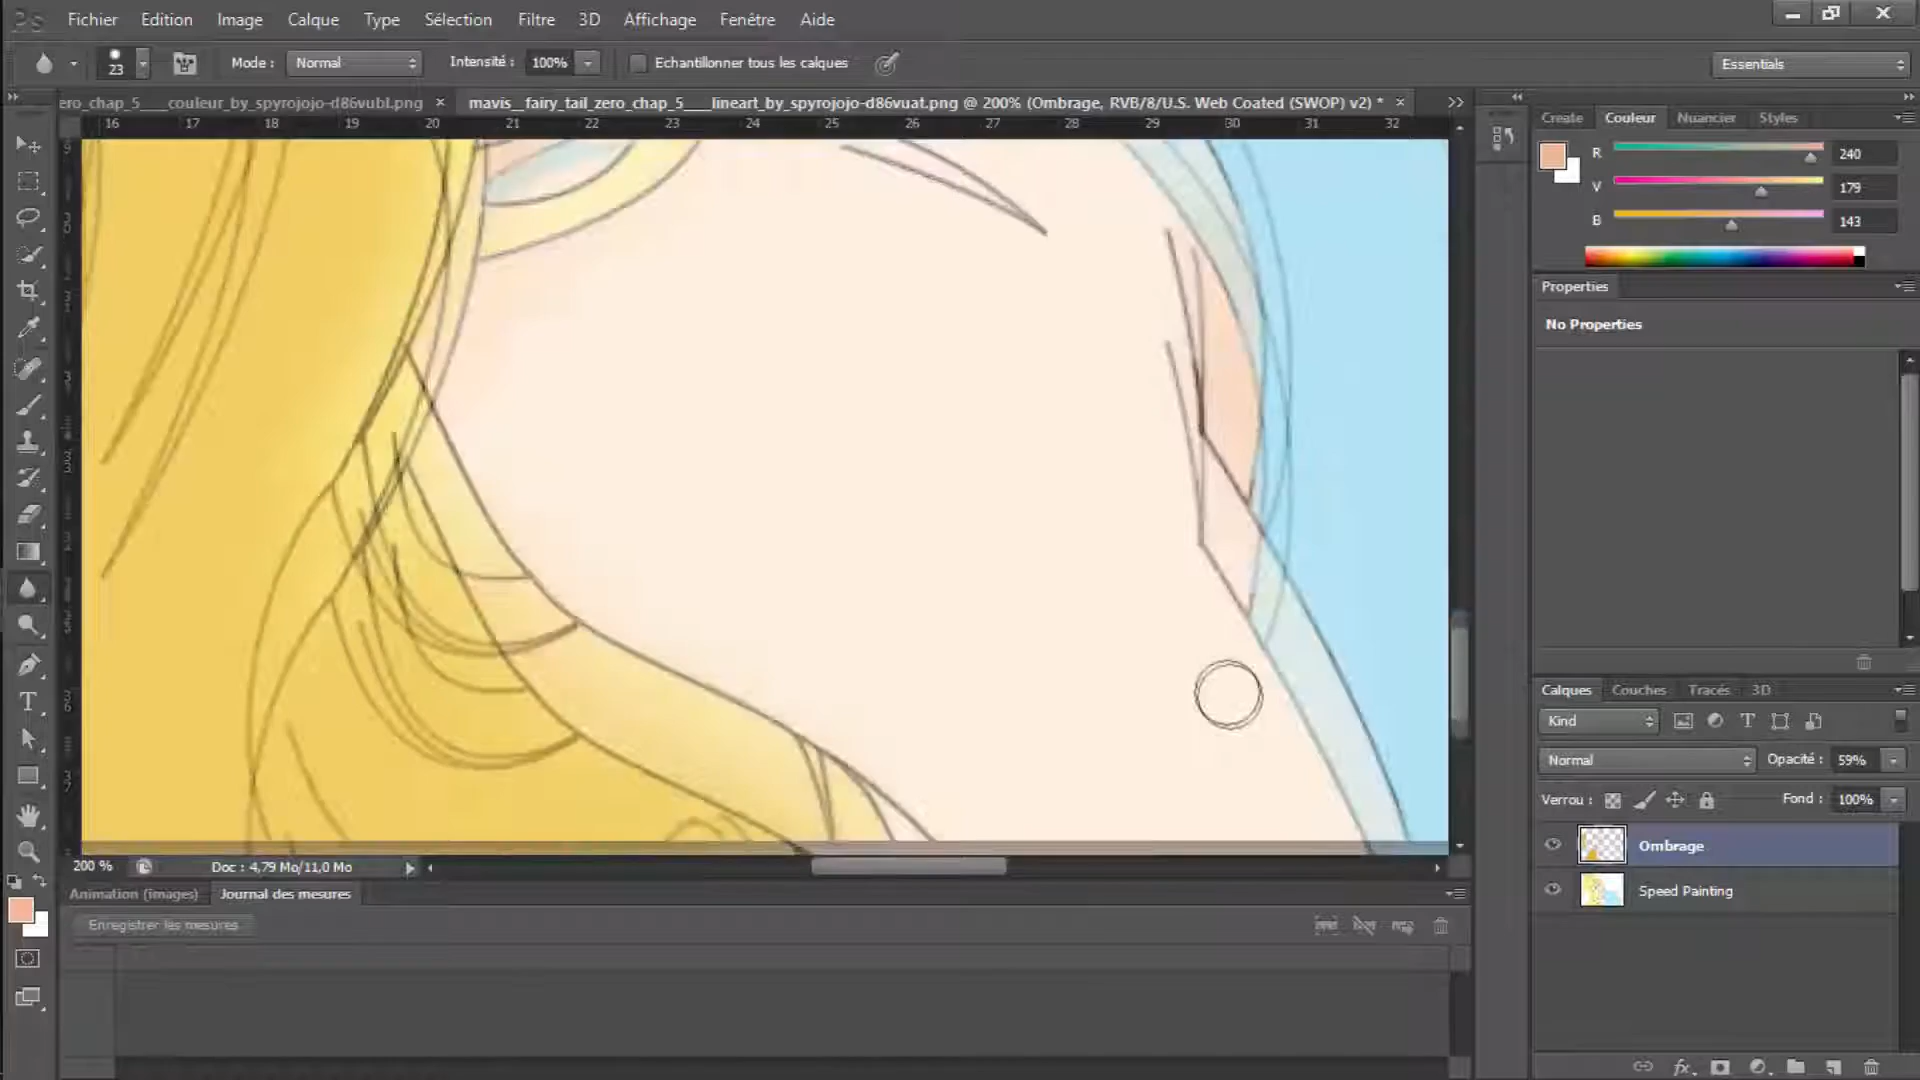 Fichier Edition Image Calque Type Sélection Filtre 3D Affichage Fenêtre Aide
23 Mode : Normal Intensité : 100% Echantillonner tous les calques Essentials
ero_chap_5___couleur_by_spyrojojo-d86vubl.png × mavis__fairy_tail_zero_chap_5___lineart_by_spyrojojo-d86vuat.png @ 200% (Ombrage, RVB/8/U.S. Web Coated (SWOP) v2) * ×
16 17 18 19 20 21 22 23 24 25 26 27 28 29 30 31 32
Create Couleur Nuancier Styles
R 240
V 179
B 143
Properties
No Properties
Calques Couches Tracés 3D
Kind
Normal Opacité : 59%
Verrou : Fond : 100%
Ombrage
Speed Painting
200 % Doc : 4,79 Mo/11,0 Mo
Animation (images) Journal des mesures
Enregistrer les mesures